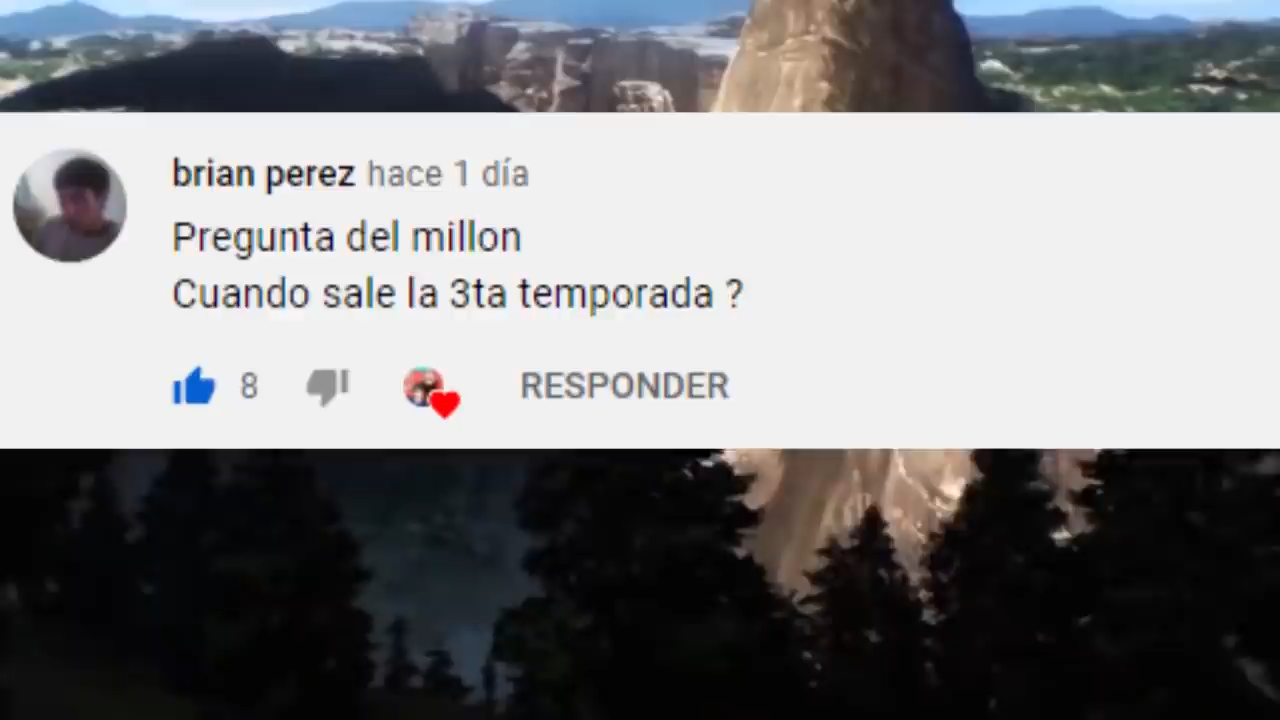 brian perez hace 1 día
Pregunta del millon
Cuando sale la 3ta temporada ?
8 RESPONDER